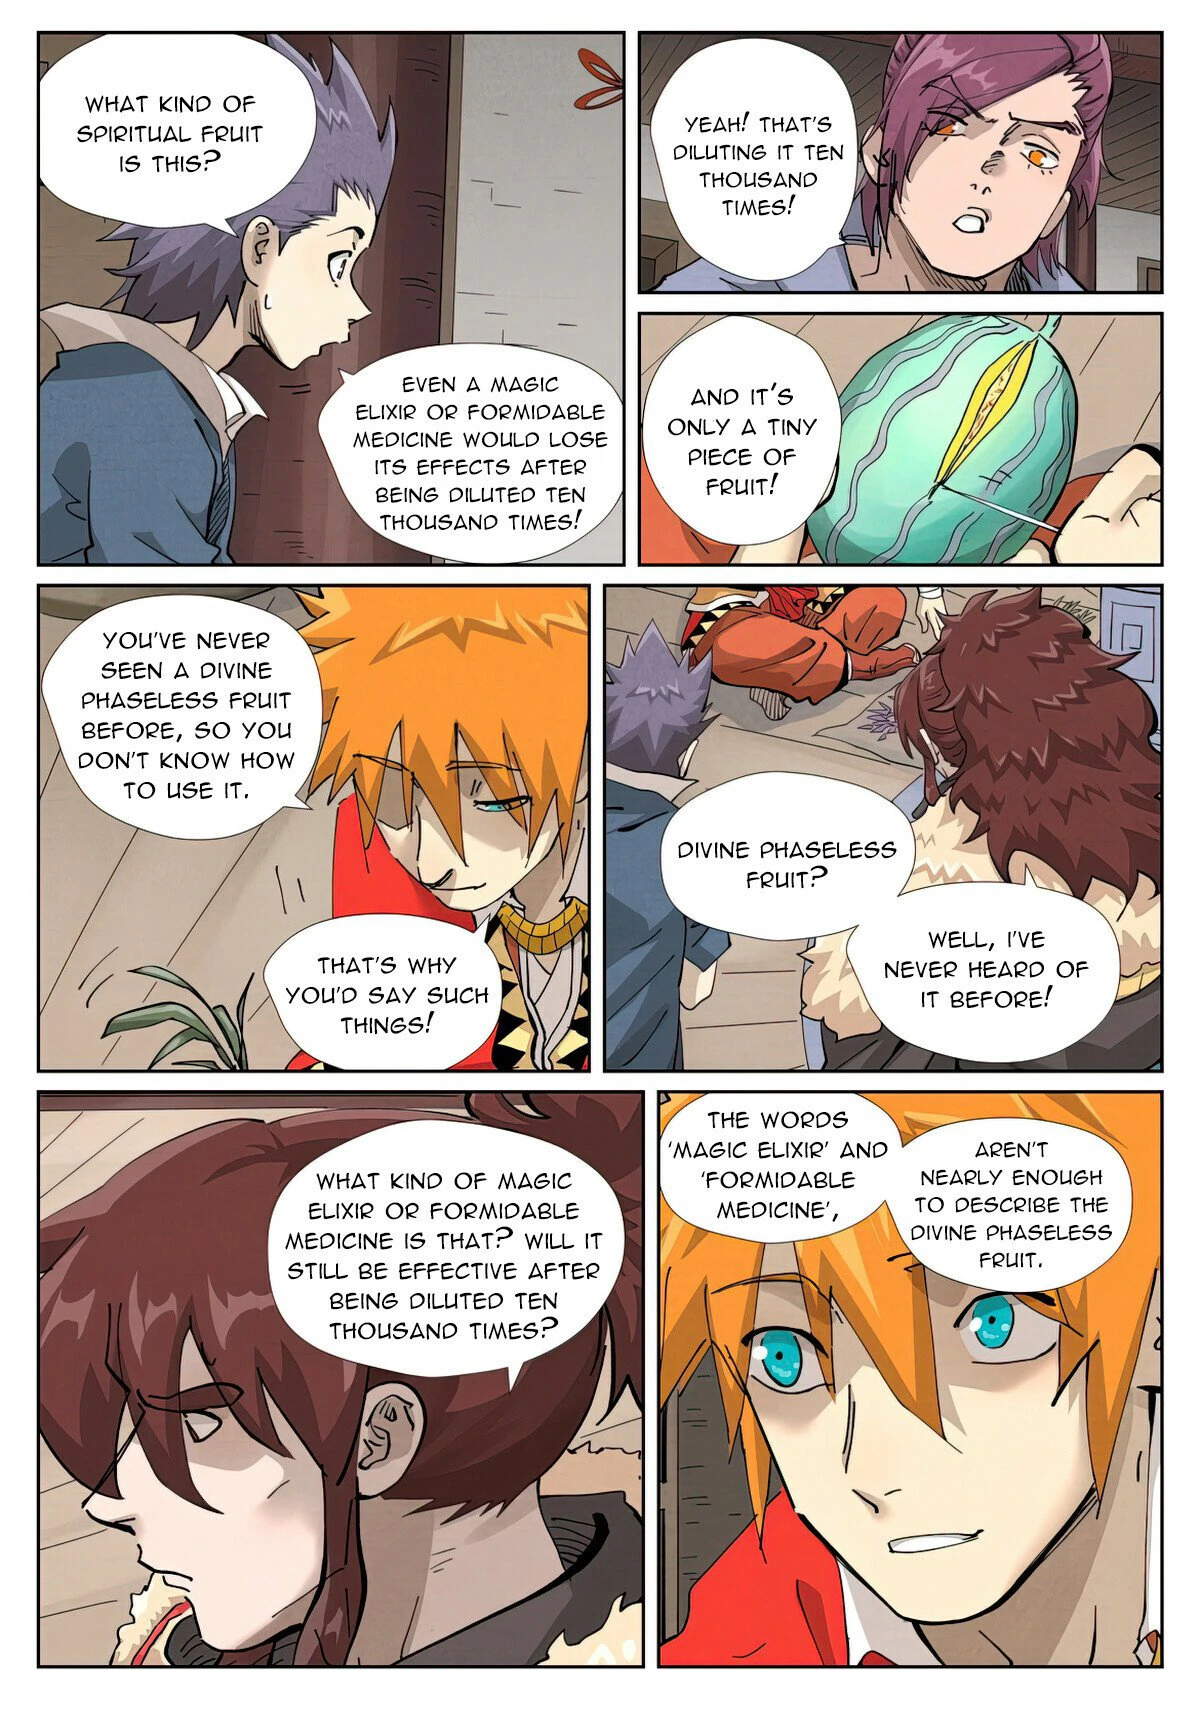 WHAT KIND OF
SPIRITUAL FRUIT
IS THIS?
EVEN A MAGIC
ELIXIR OR FORMIDABLE
MEDICINE WOULD LOSE
ITS EFFECTS AFTER
BEING DILUTED TEN
THOUSAND TIMES!
YEAH! THAT'S
DILUTING IT TEN
THOUSAND
TIMES!
AND IT'S
ONLY A TINY
PIECE OF
FRUIT!
YOU'VE NEVER
SEEN A DIVINE
PHASELESS FRUIT
BEFORE, SO YOU
DON'T KNOW HOW
TO USE IT.
THAT'S WHY
YOU'D SAY SUCH
THINGS!
DIVINE PHASELESS
FRUIT?
WELL, I'VE
NEVER HEARD OF
IT BEFORE!
WHAT KIND OF MAGIC
ELIXIR OR FORMIDABLE
MEDICINE IS THAT? WILL IT
STILL BE EFFECTIVE AFTER
BEING DILUTED TEN
THOUSAND TIMES?
THE WORDS
'MAGIC ELIXIR' AND
'FORMIDABLE
MEDICINE',
AREN'T
NEARLY ENOUGH
TO DESCRIBE THE
DIVINE PHASELESS
FRUIT.